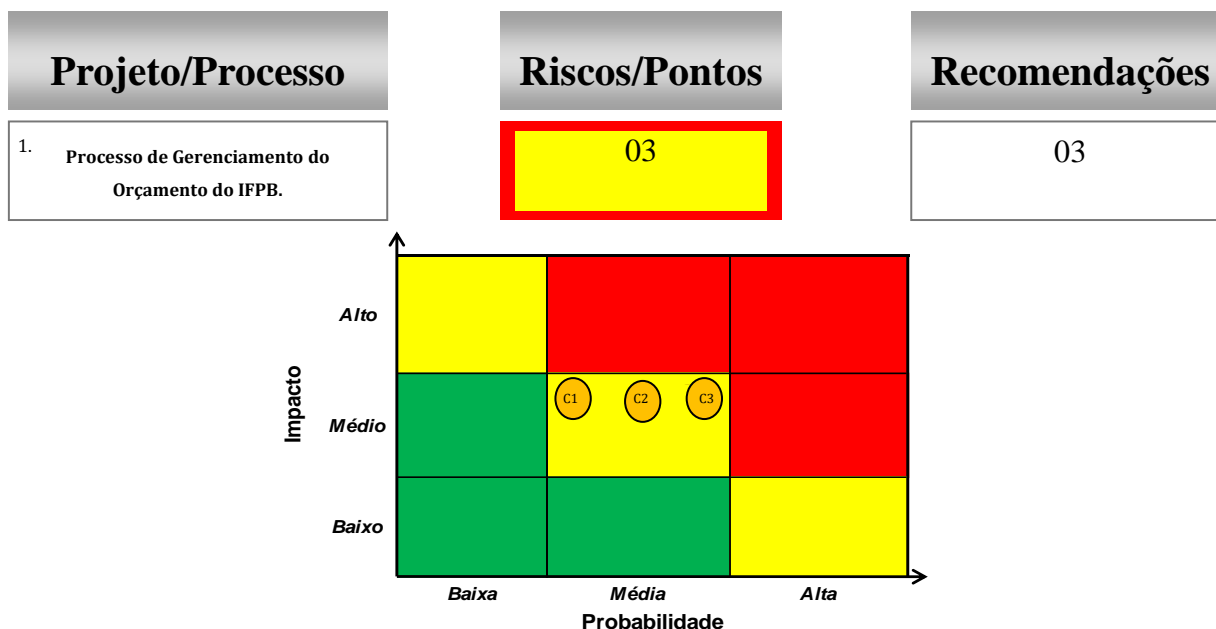 Projeto/Processo
Riscos/Pontos
Recomendações
1.
Processo de Gerenciamento do
Orçamento do IFPB.
03
03
Alto
Médio
Baixo
Impacto
C1
C2
C3
Baixa
Média
Alta
Probabilidade